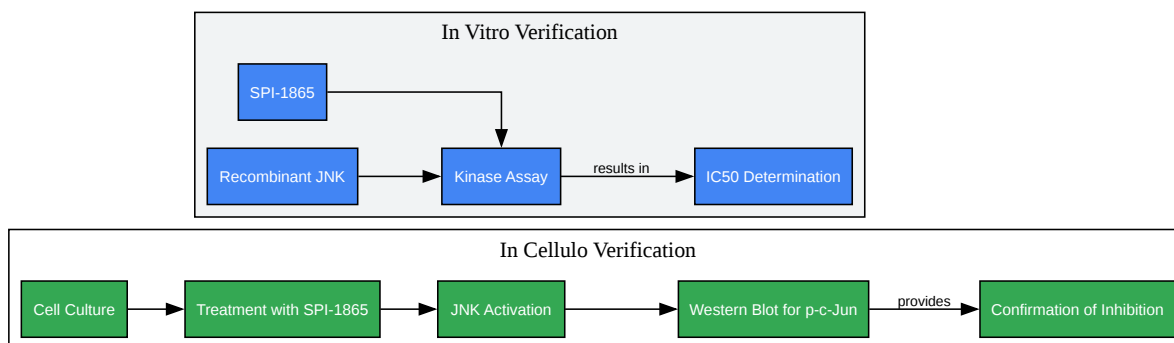 In Vitro Verification
SPI-1865
Recombinant JNK
Kinase Assay
results in
IC50 Determination
In Cellulo Verification
Cell Culture
Treatment with SPI-1865
JNK Activation
Western Blot for p-c-Jun
provides
Confirmation of Inhibition